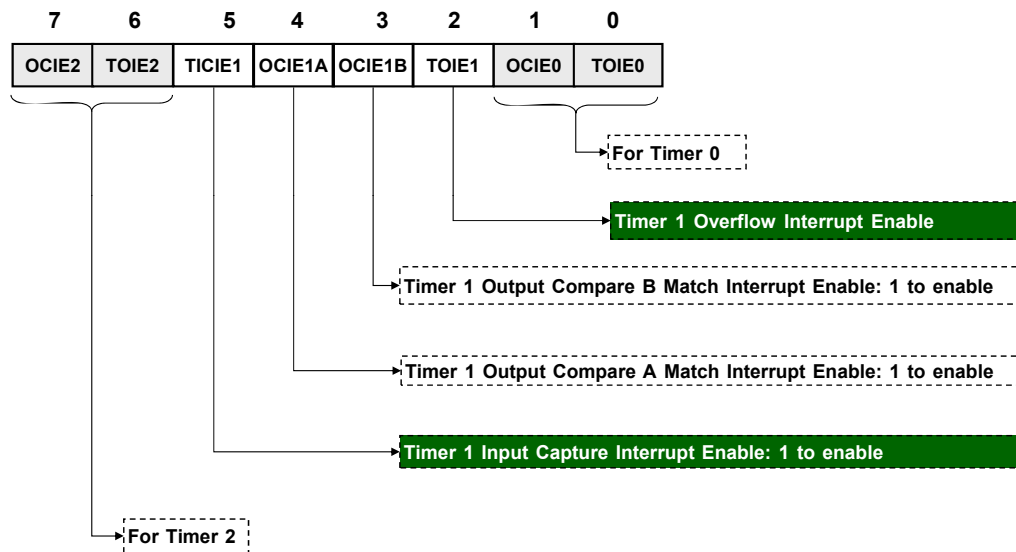 7 6 5 4 3 2 1 0
OCIE2 TOIE2 TICIE1 OCIE1A OCIE1B TOIE1 OCIE0 TOIE0
For Timer 0
Timer 1 Overflow Interrupt Enable
Timer 1 Output Compare B Match Interrupt Enable: 1 to enable
Timer 1 Output Compare A Match Interrupt Enable: 1 to enable
Timer 1 Input Capture Interrupt Enable: 1 to enable
For Timer 2